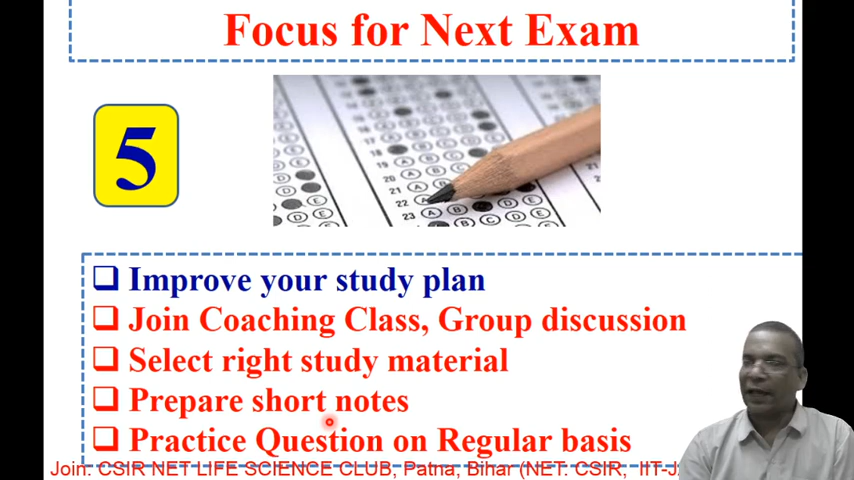 Focus for Next Exam
5
Improve your study plan
Join Coaching Class, Group discussion
Select right study material
Prepare short notes
Practice Question on Regular basis
Join: CSIR NET LIFE SCIENCE CLUB, Patna, Bihar (NET: CSIR, IIT-J